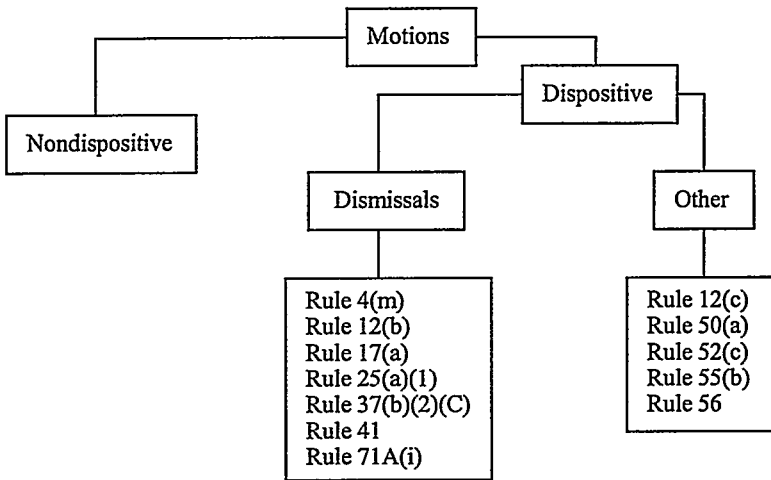 Motions
Dispositive
Nondispositive
Dismissals
Other
Rule 4(m)
Rule 12(b)
Rule 17(a)
Rule 25(a)(1)
Rule 37(b)(2)(C)
Rule 41
Rule 71A(i)
Rule 12(c)
Rule 50(a)
Rule 52(c)
Rule 55(b)
Rule 56